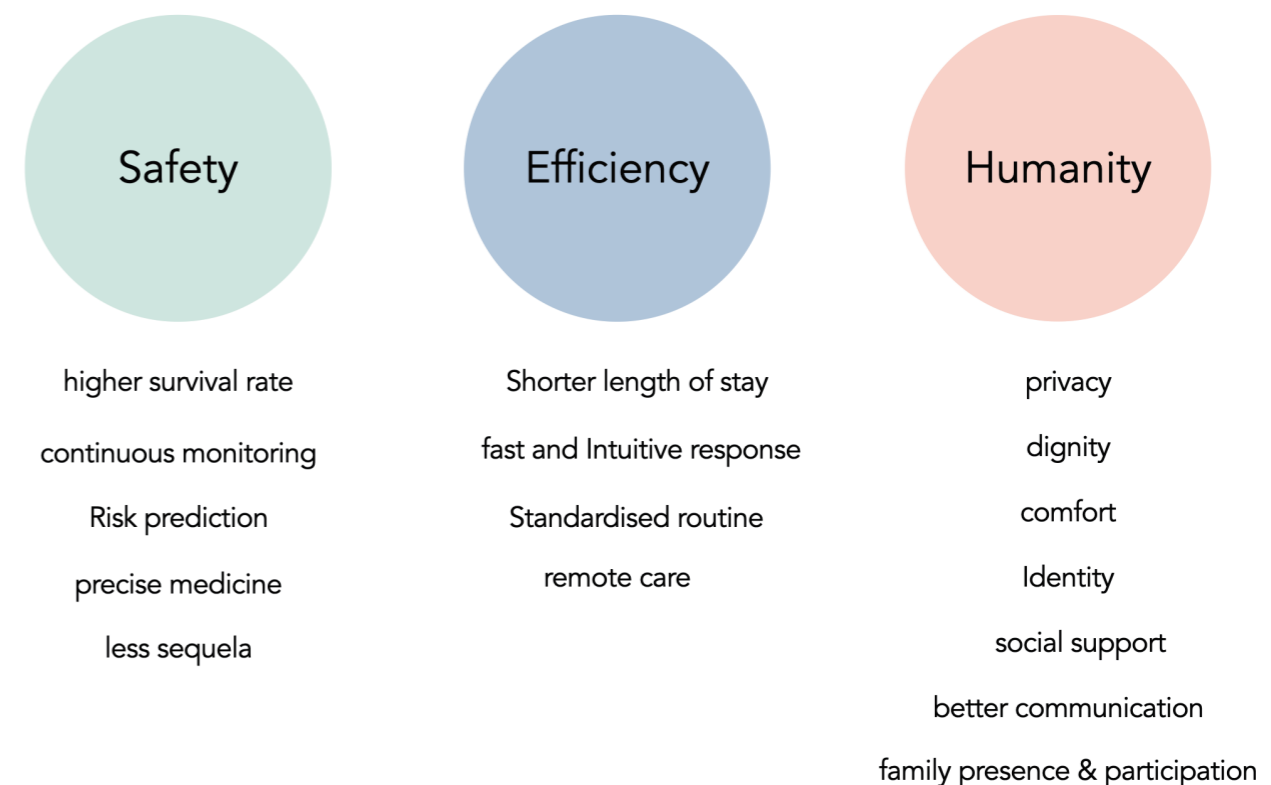 Safety
higher survival rate
continuous monitoring
Risk prediction
precise medicine
less sequela
Efficiency
Shorter length of stay
fast and Intuitive response
Standardised routine
remote care
Humanity
privacy
dignity
comfort
Identity
social support
better communication
family presence & participation